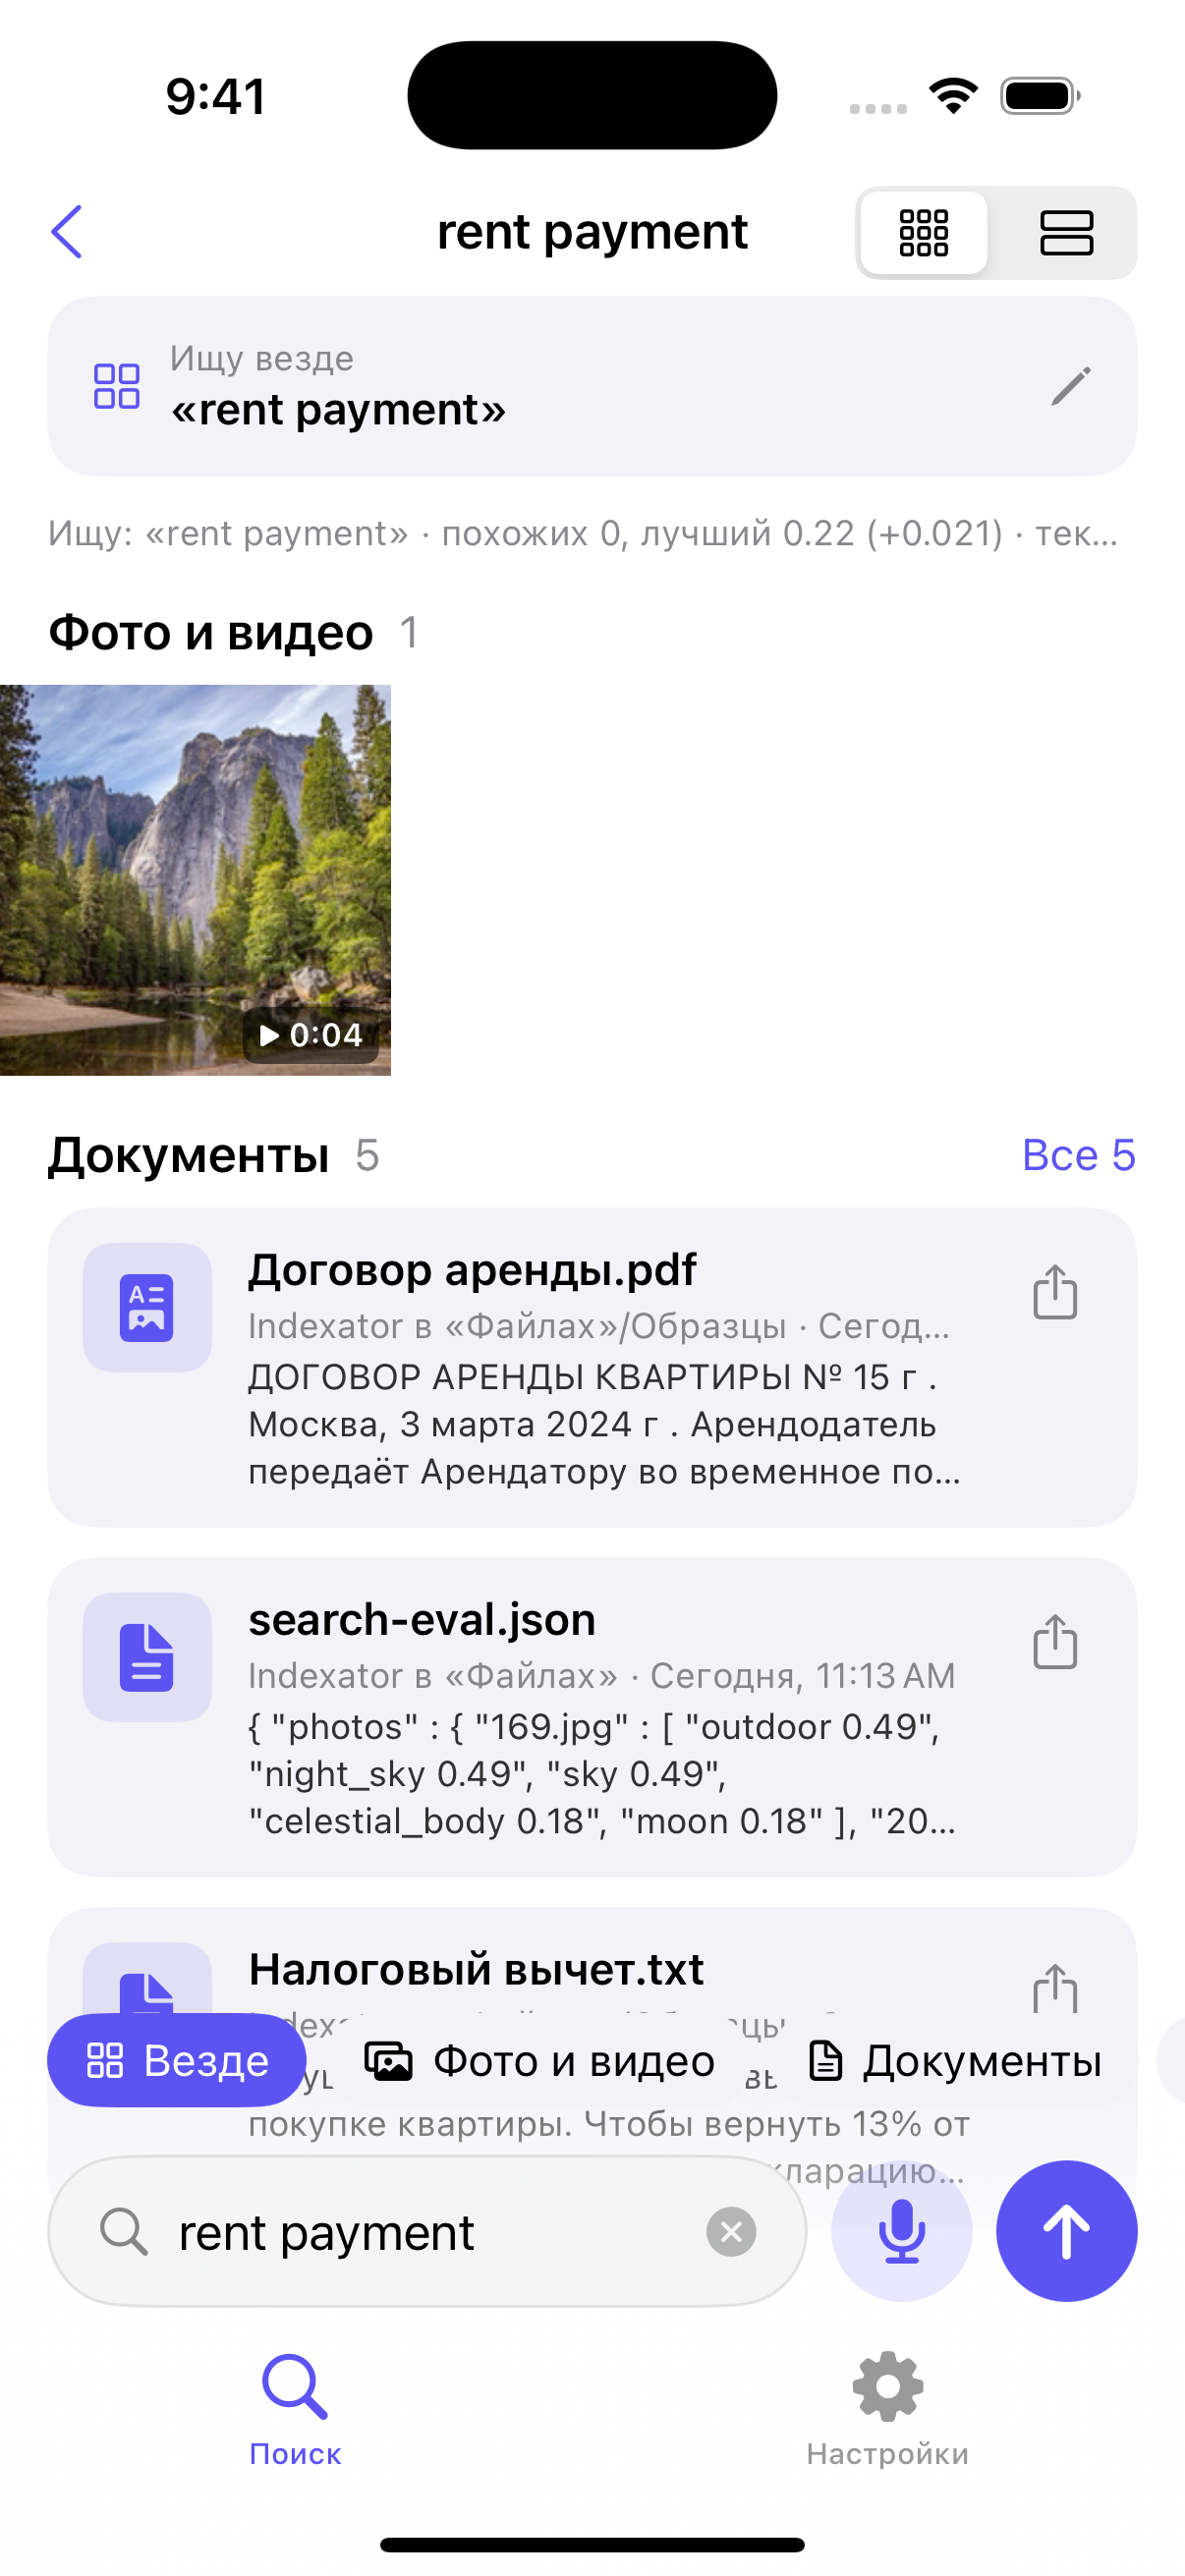 9:41
rent payment
Ищу везде
«rent payment»
Ищу: «rent payment» · похожих 0, лучший 0.22 (+0.021) · тек...
Фото и видео 1
0:04
Документы 5
Все 5
Договор аренды.pdf
Indexator в «Файлах»/Образцы · Сегод...
ДОГОВОР АРЕНДЫ КВАРТИРЫ № 15 г .
Москва, 3 марта 2024 г . Арендодатель
передаёт Арендатору во временное по...
search-eval.json
Indexator в «Файлах» · Сегодня, 11:13 AM
{ "photos" : { "169.jpg" : [ "outdoor 0.49",
"night_sky 0.49", "sky 0.49",
"celestial_body 0.18", "moon 0.18" ], "20...
Налоговый вычет.txt
Везде
Фото и видео
Документы
покупке квартиры. Чтобы вернуть 13% от
rent payment
Поиск
Настройки